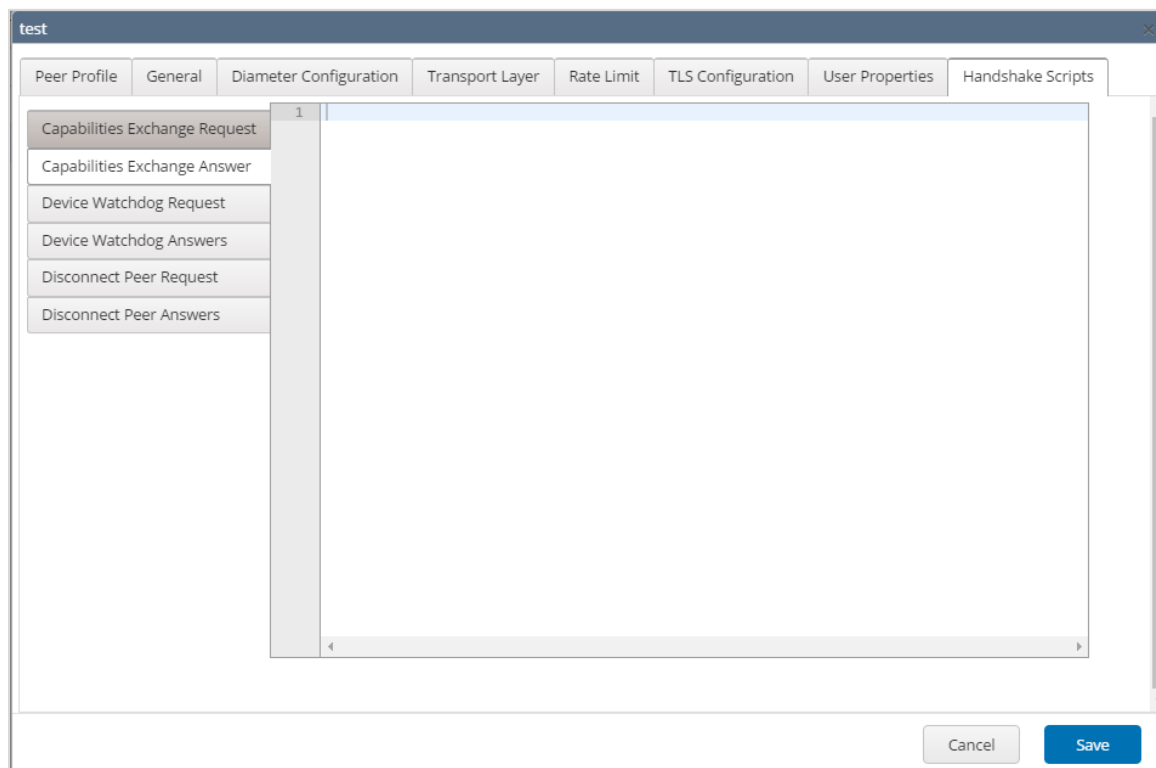 test
Peer Profile General Diameter Configuration Transport Layer Rate Limit TLS Configuration User Properties Handshake Scripts
Capabilities Exchange Request
1
Capabilities Exchange Answer
Device Watchdog Request
Device Watchdog Answers
Disconnect Peer Request
Disconnect Peer Answers
Cancel Save